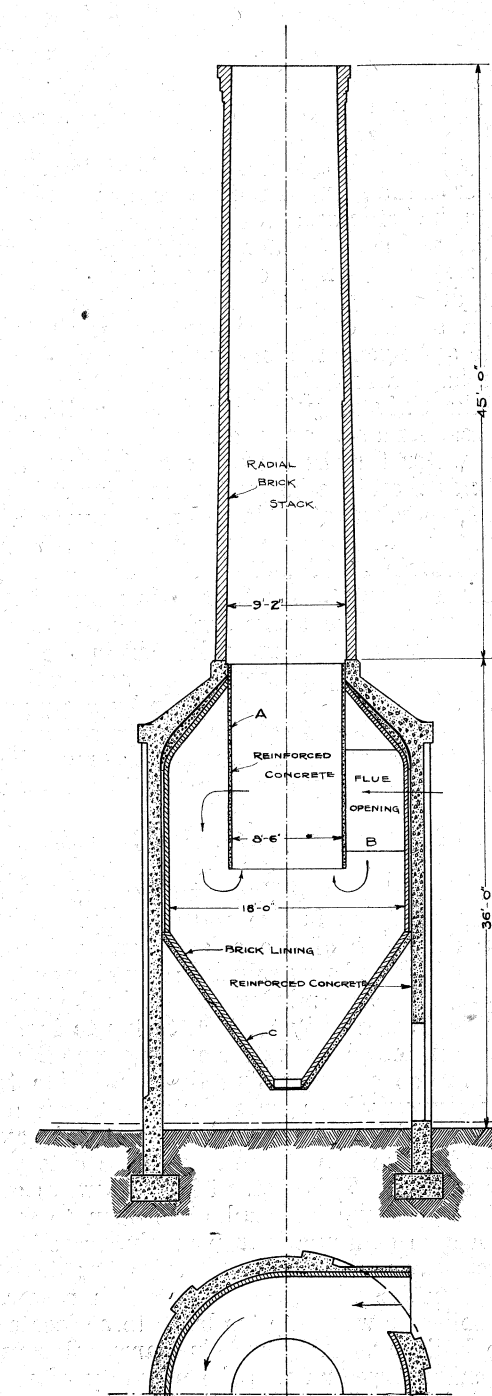 45'-0"
RADIAL
BRICK
STACK
9'-2"
A
REINFORCED
CONCRETE
FLUE
OPENING
8'-6"
B
18'-0"
36'-0"
BRICK LINING
REINFORCED CONCRETE
C